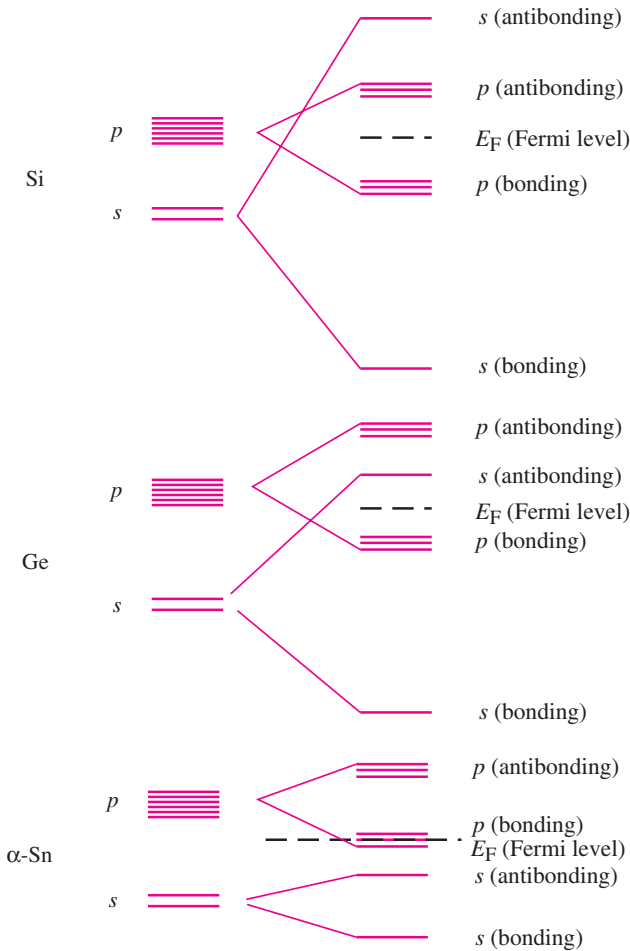 s (antibonding)
p (antibonding)
p
E_F (Fermi level)
Si
p (bonding)
s
s (bonding)
p (antibonding)
s (antibonding)
p
E_F (Fermi level)
p (bonding)
Ge
s
s (bonding)
p (antibonding)
p
p (bonding)
E_F (Fermi level)
α-Sn
s (antibonding)
s
s (bonding)